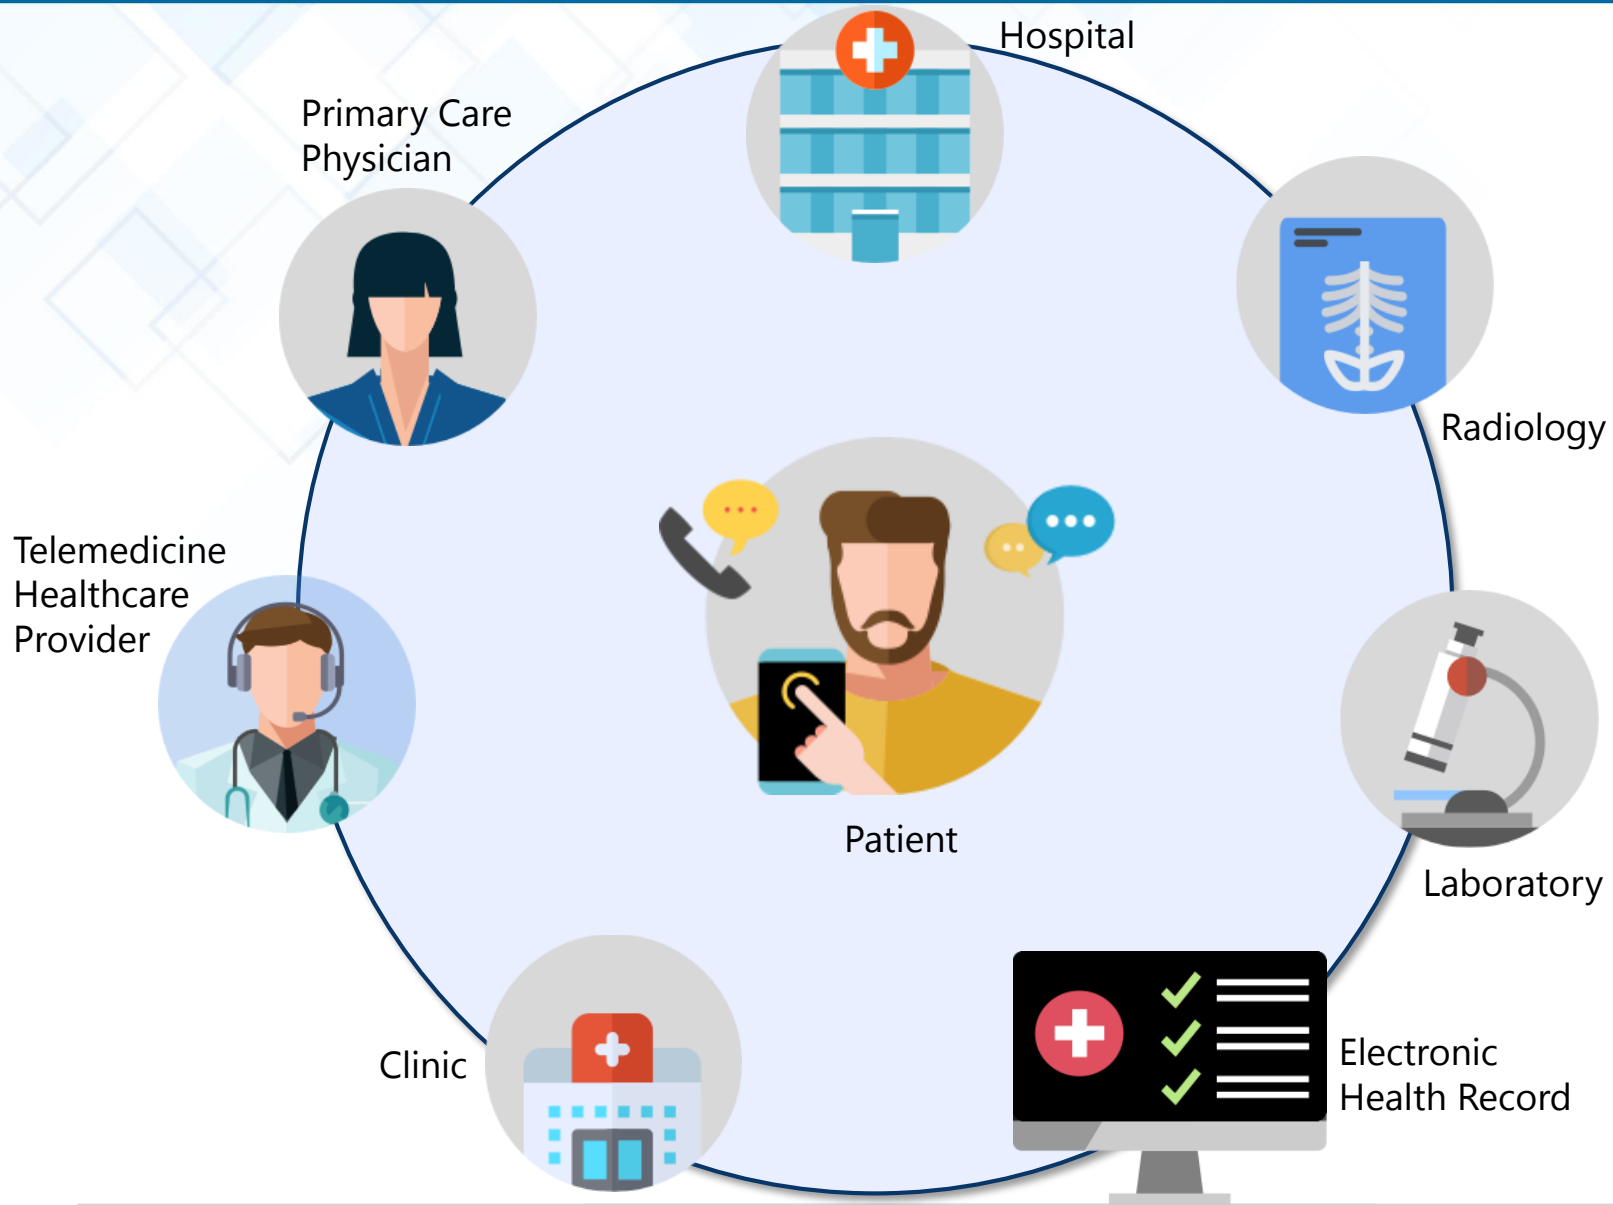 Hospital
Primary Care
Physician
Radiology
Telemedicine
Healthcare
Provider
Patient
Laboratory
Clinic
Electronic
Health Record